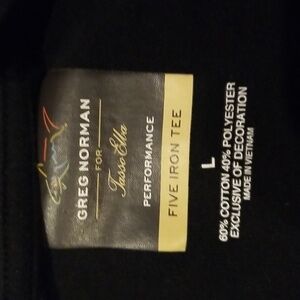 GREG NORMAN
FOR
Tasso Elba
PERFORMANCE
FIVE IRON TEE
L
60% COTTON 40% POLYESTER
EXCLUSIVE OF DECORATION
MADE IN VIETNAM